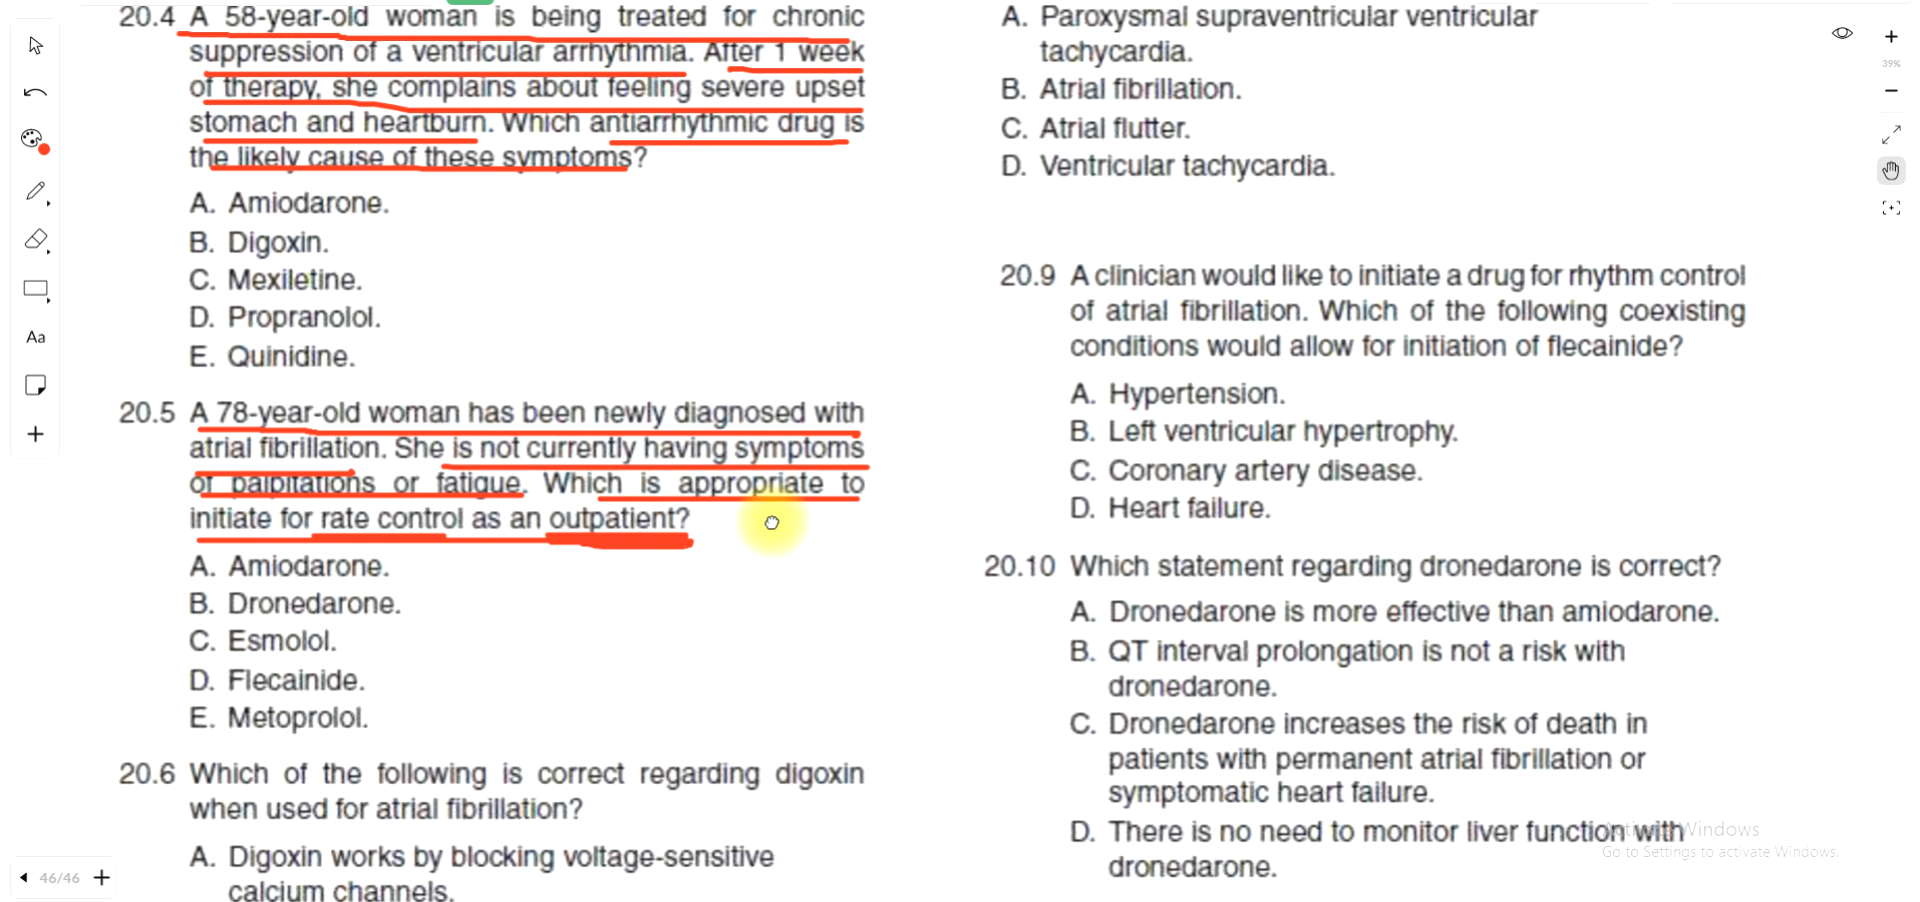 20.4 A 58-year-old woman is being treated for chronic
suppression of a ventricular arrhythmia. After 1 week
of therapy, she complains about feeling severe upset
stomach and heartburn. Which antiarrhythmic drug is
the likely cause of these symptoms?
A. Amiodarone.
B. Digoxin.
C. Mexiletine.
D. Propranolol.
E. Quinidine.
20.5 A 78-year-old woman has been newly diagnosed with
atrial fibrillation. She is not currently having symptoms
of palpitations or fatigue. Which is appropriate to
initiate for rate control as an outpatient?
A. Amiodarone.
B. Dronedarone.
C. Esmolol.
D. Flecainide.
E. Metoprolol.
20.6 Which of the following is correct regarding digoxin
when used for atrial fibrillation?
A. Digoxin works by blocking voltage-sensitive
calcium channels.
A. Paroxysmal supraventricular ventricular
tachycardia.
B. Atrial fibrillation.
C. Atrial flutter.
D. Ventricular tachycardia.
20.9 A clinician would like to initiate a drug for rhythm control
of atrial fibrillation. Which of the following coexisting
conditions would allow for initiation of flecainide?
A. Hypertension.
B. Left ventricular hypertrophy.
C. Coronary artery disease.
D. Heart failure.
20.10 Which statement regarding dronedarone is correct?
A. Dronedarone is more effective than amiodarone.
B. QT interval prolongation is not a risk with
dronedarone.
C. Dronedarone increases the risk of death in
patients with permanent atrial fibrillation or
symptomatic heart failure.
D. There is no need to monitor liver function with
dronedarone.
Activate Windows
Go to Settings to activate Windows.
Aa
46/46
39%